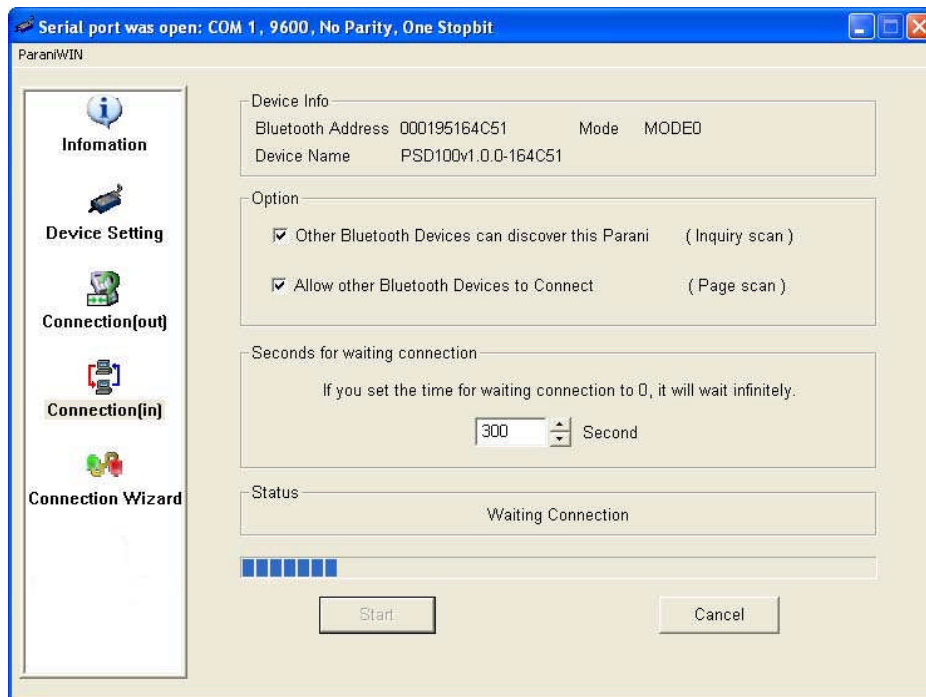 Serial port was open: COM 1, 9600, No Parity, One Stopbit
ParaniWIN
Infomation
Device Setting
Connection(out)
Connection(in)
Connection Wizard
Device Info
Bluetooth Address 000195164C51 Mode MODE0
Device Name PSD100v1.0.0-164C51
Option
Other Bluetooth Devices can discover this Parani ( Inquiry scan )
Allow other Bluetooth Devices to Connect ( Page scan )
Seconds for waiting connection
If you set the time for waiting connection to 0, it will wait infinitely.
300 Second
Status
Waiting Connection
Start Cancel